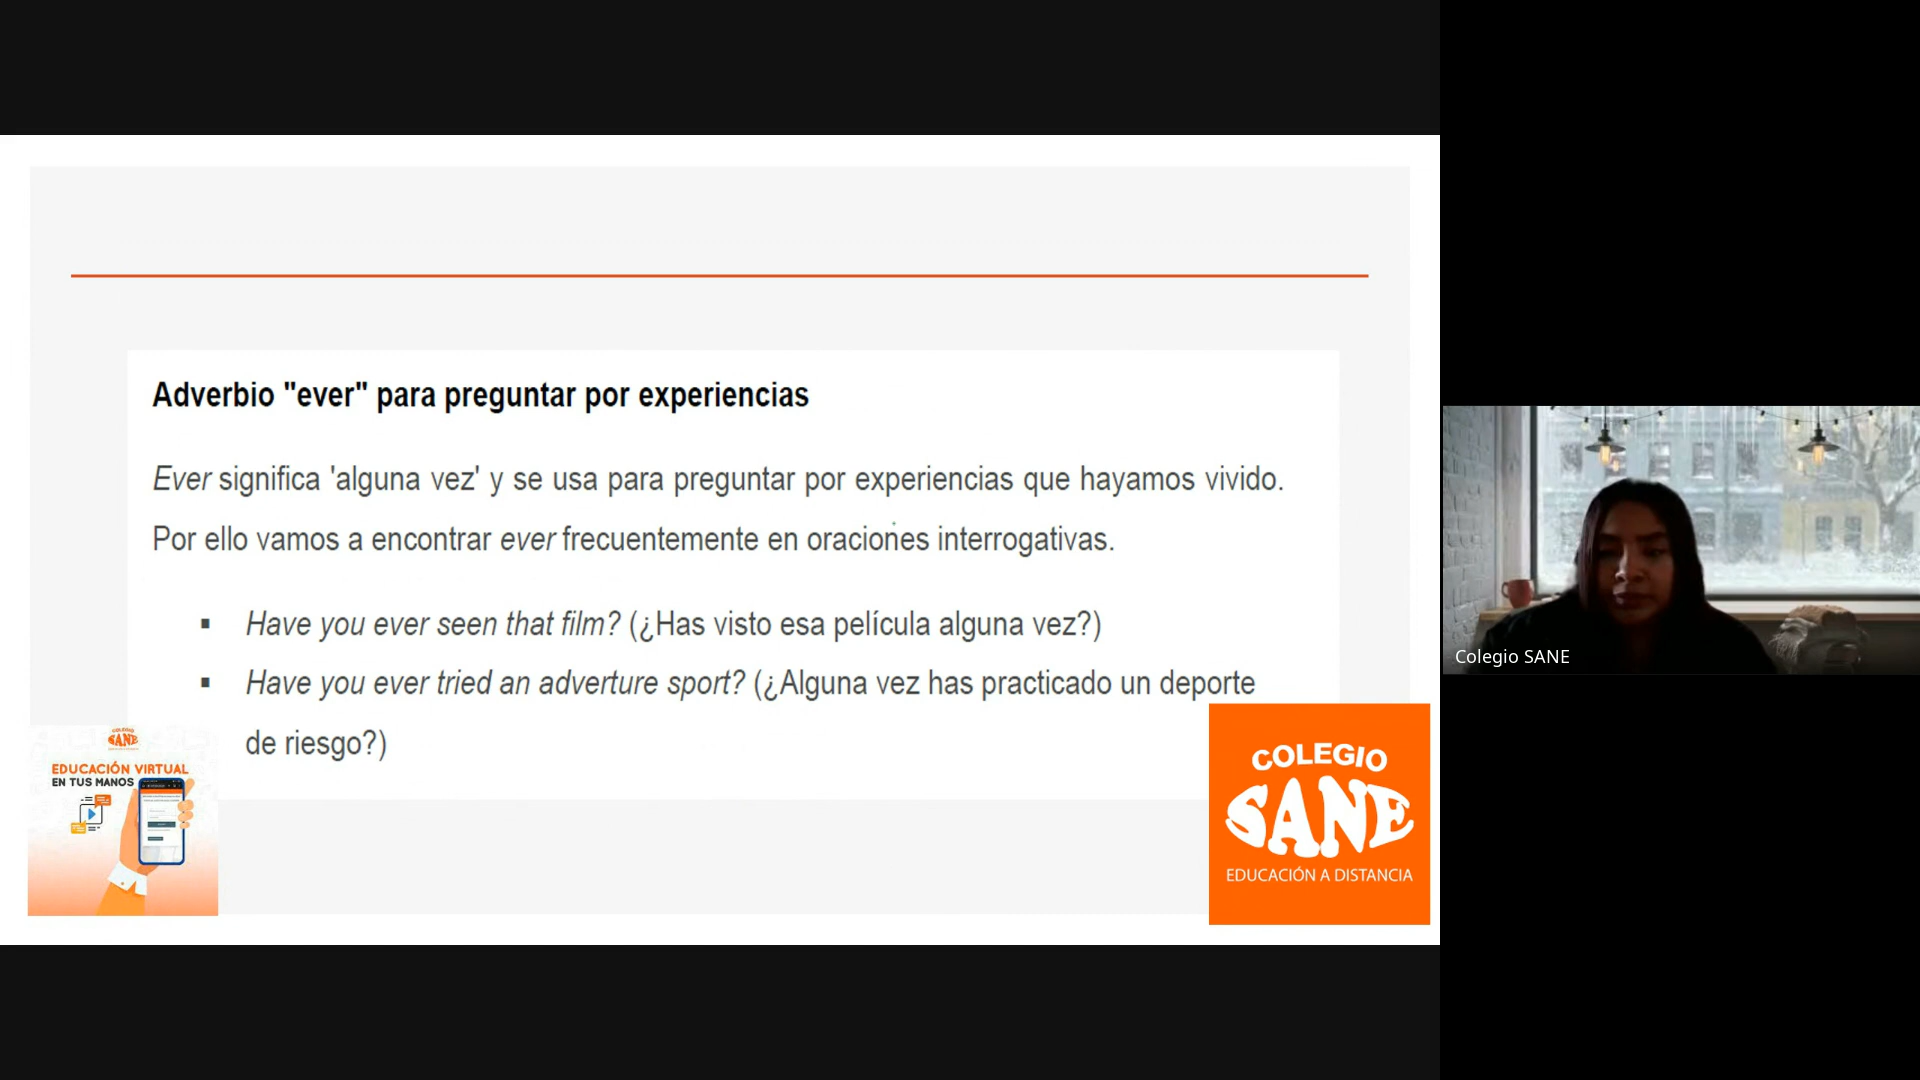 Adverbio "ever" para preguntar por experiencias
Ever significa 'alguna vez' y se usa para preguntar por experiencias que hayamos vivido.
Por ello vamos a encontrar ever frecuentemente en oraciones interrogativas.
▪ Have you ever seen that film? (¿Has visto esa película alguna vez?)
▪ Have you ever tried an adverture sport? (¿Alguna vez has practicado un deporte
de riesgo?)
COLEGIO
SANE
EDUCACIÓN VIRTUAL
EN TUS MANOS
COLEGIO
SANE
EDUCACIÓN A DISTANCIA
Colegio SANE